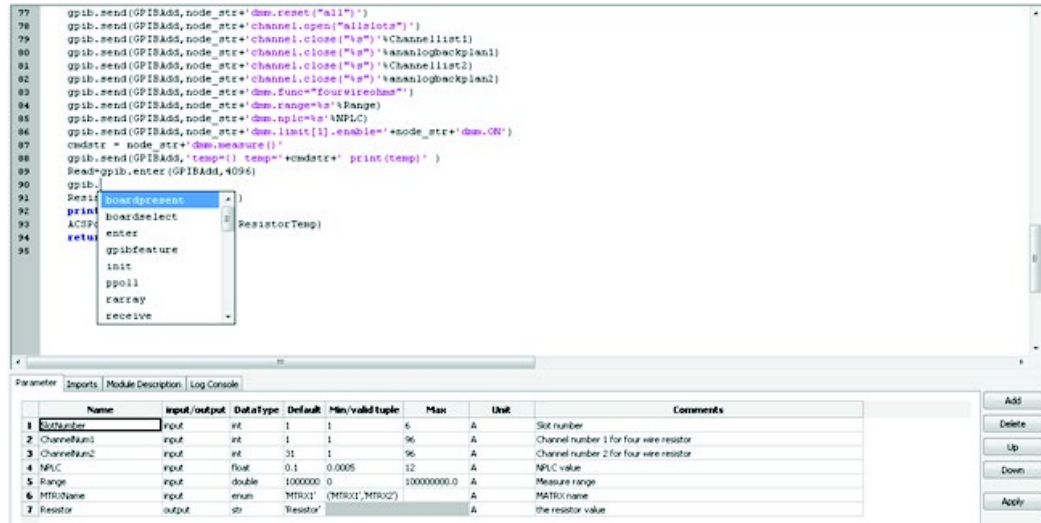 77 gpib.send(GPIBAdd,node_str+'dmm.reset("all")')
78 gpib.send(GPIBAdd,node_str+'channel.open("allslots")')
79 gpib.send(GPIBAdd,node_str+'channel.close("%s")'%Channellist1)
80 gpib.send(GPIBAdd,node_str+'channel.close("%s")'%ananlogbackplan1)
81 gpib.send(GPIBAdd,node_str+'channel.close("%s")'%Channellist2)
82 gpib.send(GPIBAdd,node_str+'channel.close("%s")'%ananlogbackplan2)
83 gpib.send(GPIBAdd,node_str+'dmm.func="fourwireohms"')
84 gpib.send(GPIBAdd,node_str+'dmm.range=%s'%Range)
85 gpib.send(GPIBAdd,node_str+'dmm.nplc=%s'%NPLC)
86 gpib.send(GPIBAdd,node_str+'dmm.limit[1].enable='+node_str+'dmm.ON')
87 cmdstr = node_str+'dmm.measure()'
88 gpib.send(GPIBAdd,'temp={} temp='+cmdstr+' print(temp)' )
89 Read=gpib.enter(GPIBAdd,4096)
90 gpib.
91 Resis )
92 print
93 ACSPo ResistorTemp)
94 retur
95
boardpresent
boardselect
enter
gpibfeature
init
ppoll
rarray
receive
Parameter Imports Module Description Log Console
Name input/output DataType Default Min/valid tuple Max Unit Comments
1 SlotNumber input int 1 1 6 A Slot number
2 ChannelNum1 input int 1 1 96 A Channel number 1 for four wire resistor
3 ChannelNum2 input int 31 1 96 A Channel number 2 for four wire resistor
4 NPLC input float 0.1 0.0005 12 A NPLC value
5 Range input double 1000000 0 100000000.0 A Measure range
6 MTRXName input enum 'MTRX1' ('MTRX1','MTRX2') A MATRX name
7 Resistor output str 'Resistor' A the resistor value
Add
Delete
Up
Down
Apply